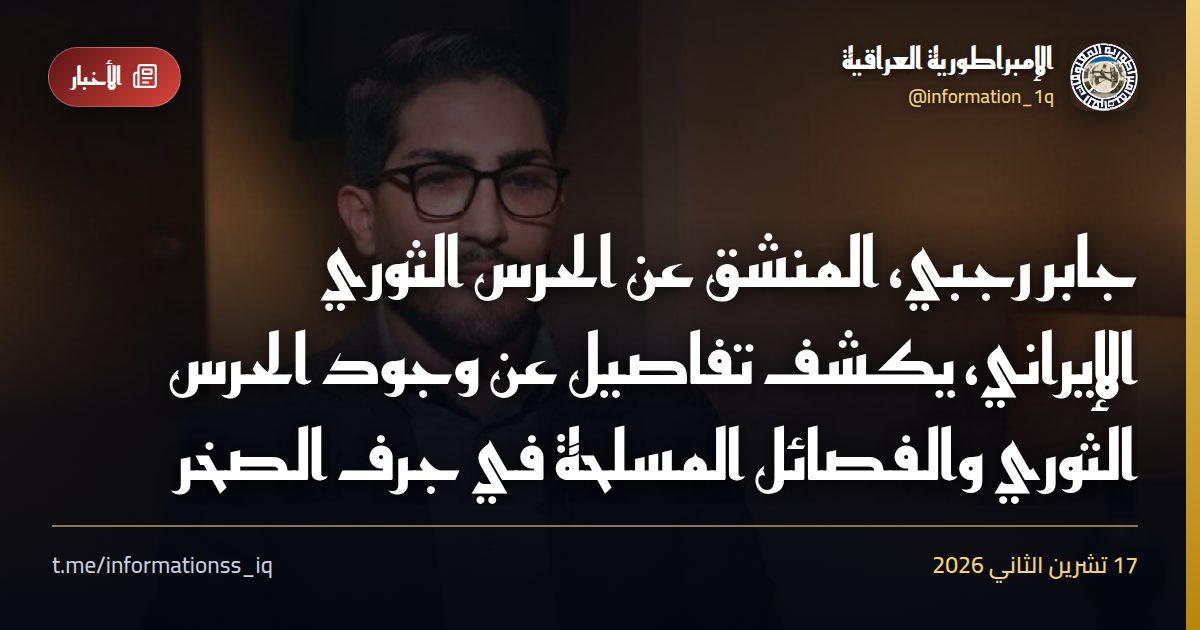 الإمبراطورية العراقية
@information_1q
الأخبار
جابر رجبي، المنشق عن الحرس الثوري
الإيراني، يكشف تفاصيل عن وجود الحرس
الثوري والفصائل المسلحة في جرف الصخر
17 تشرين الثاني 2026
t.me/informationss_iq